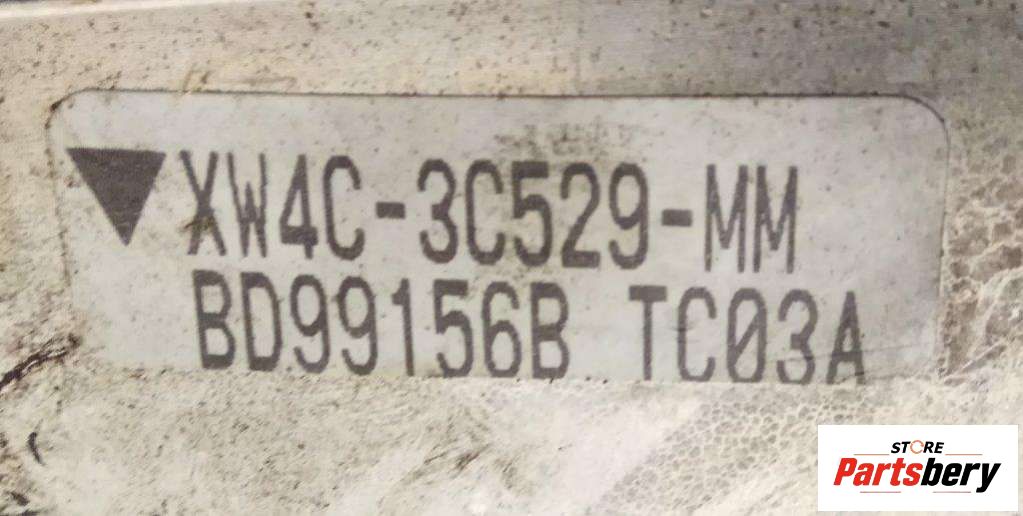 XW4C-3C529-MM
BD99156B TC03A
STORE
Partsbery